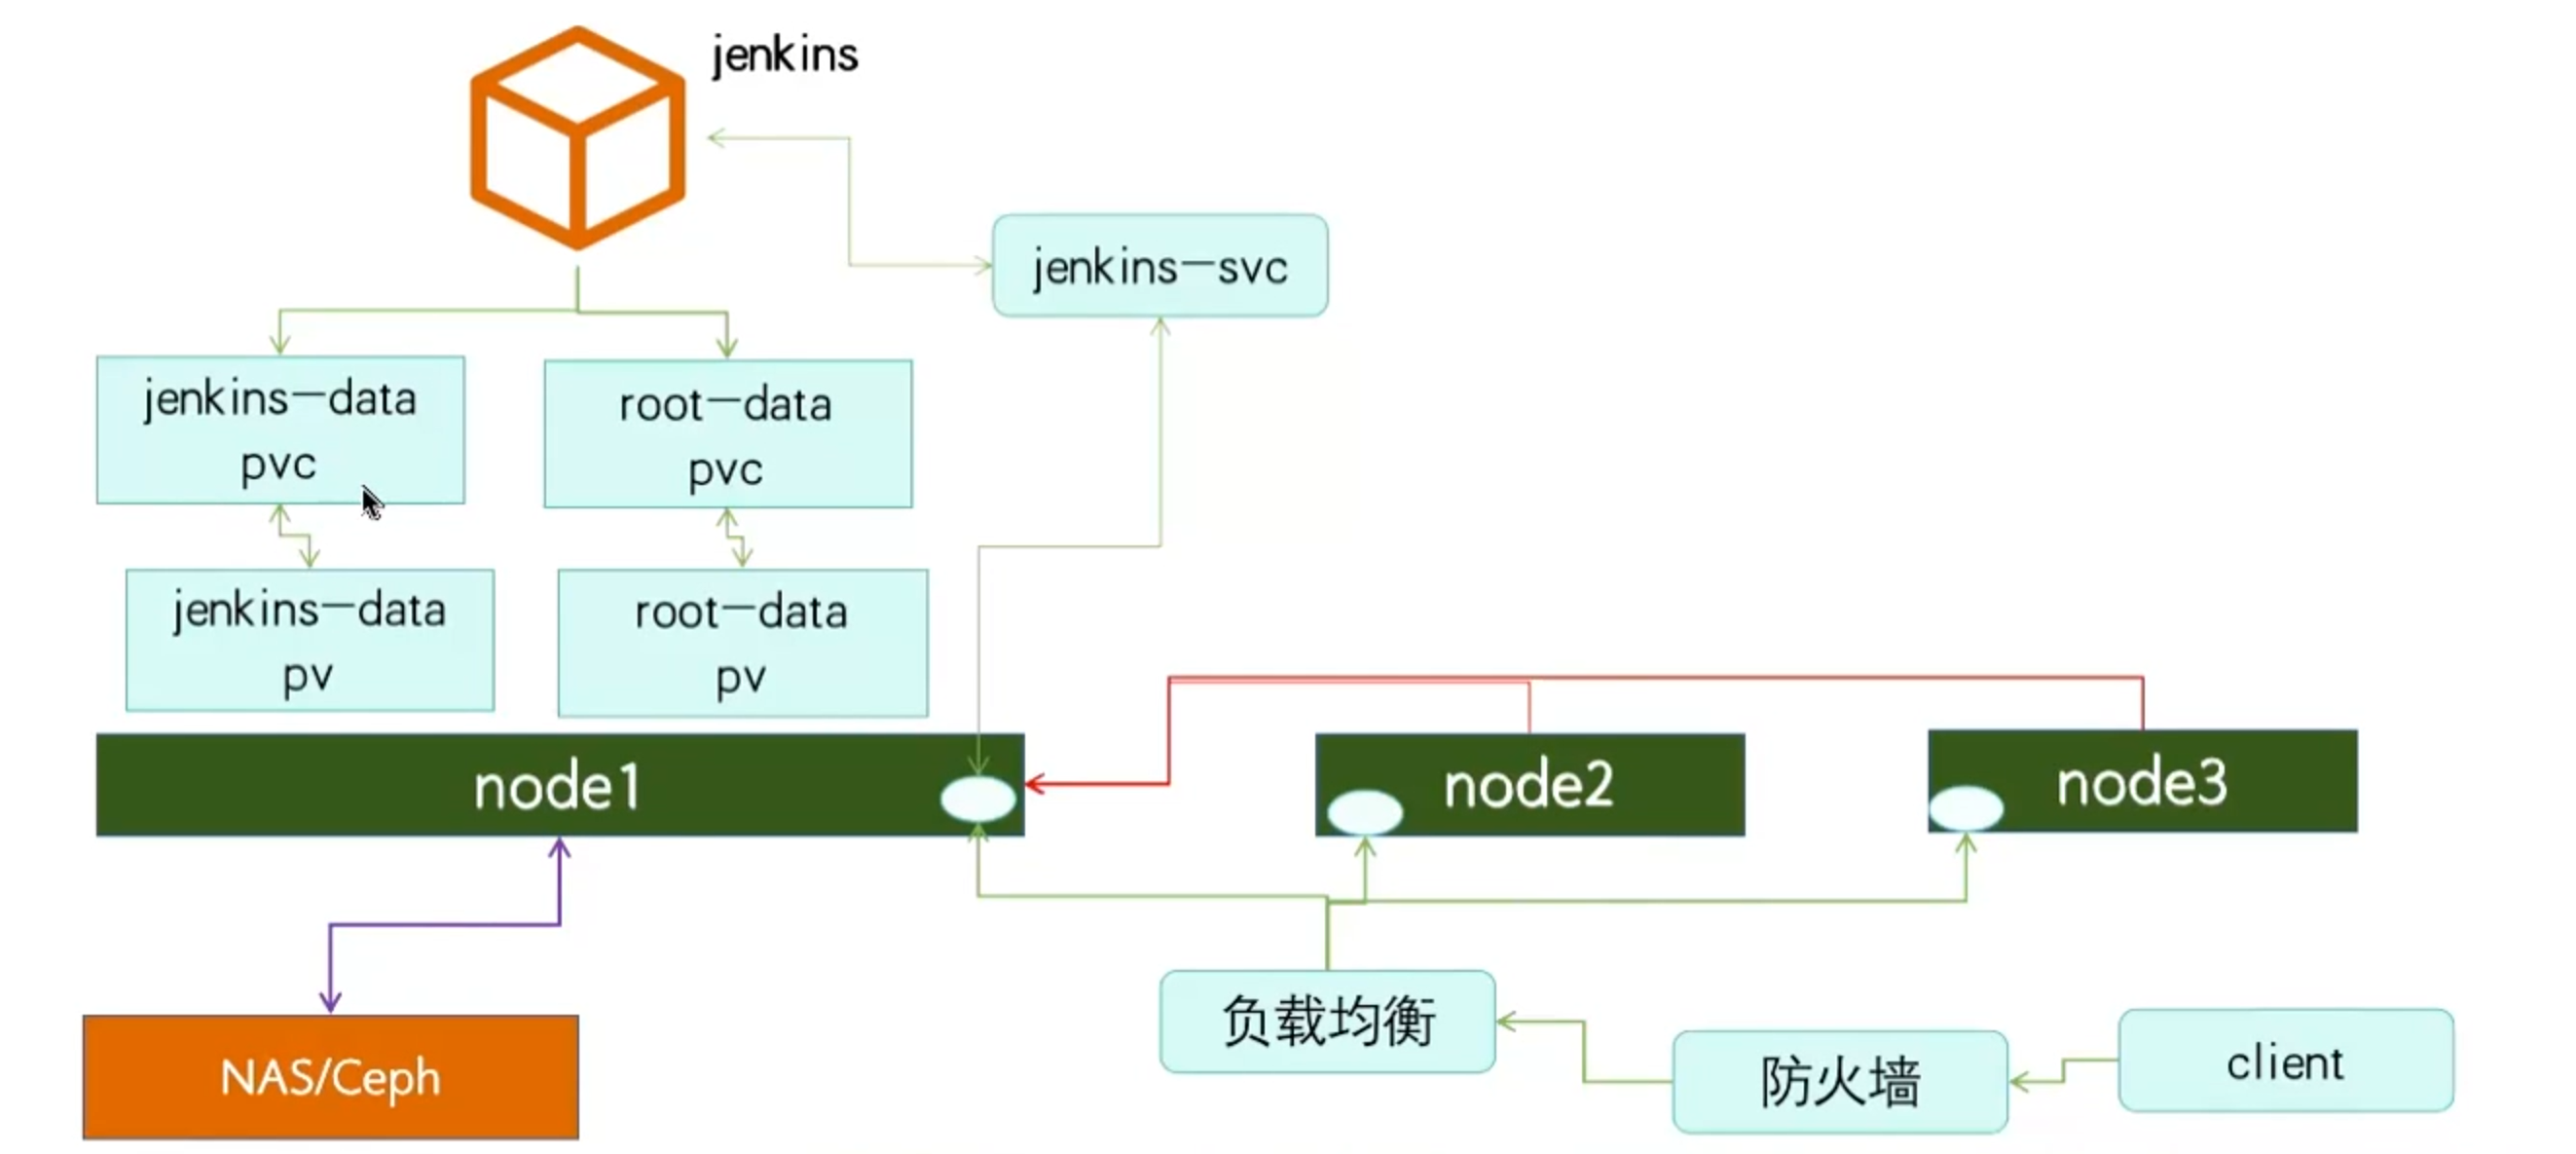 jenkins
jenkins-svc
jenkins-data
pvc
root-data
pvc
jenkins-data
pv
root-data
pv
node1
node2
node3
负载均衡
防火墙
client
NAS/Ceph